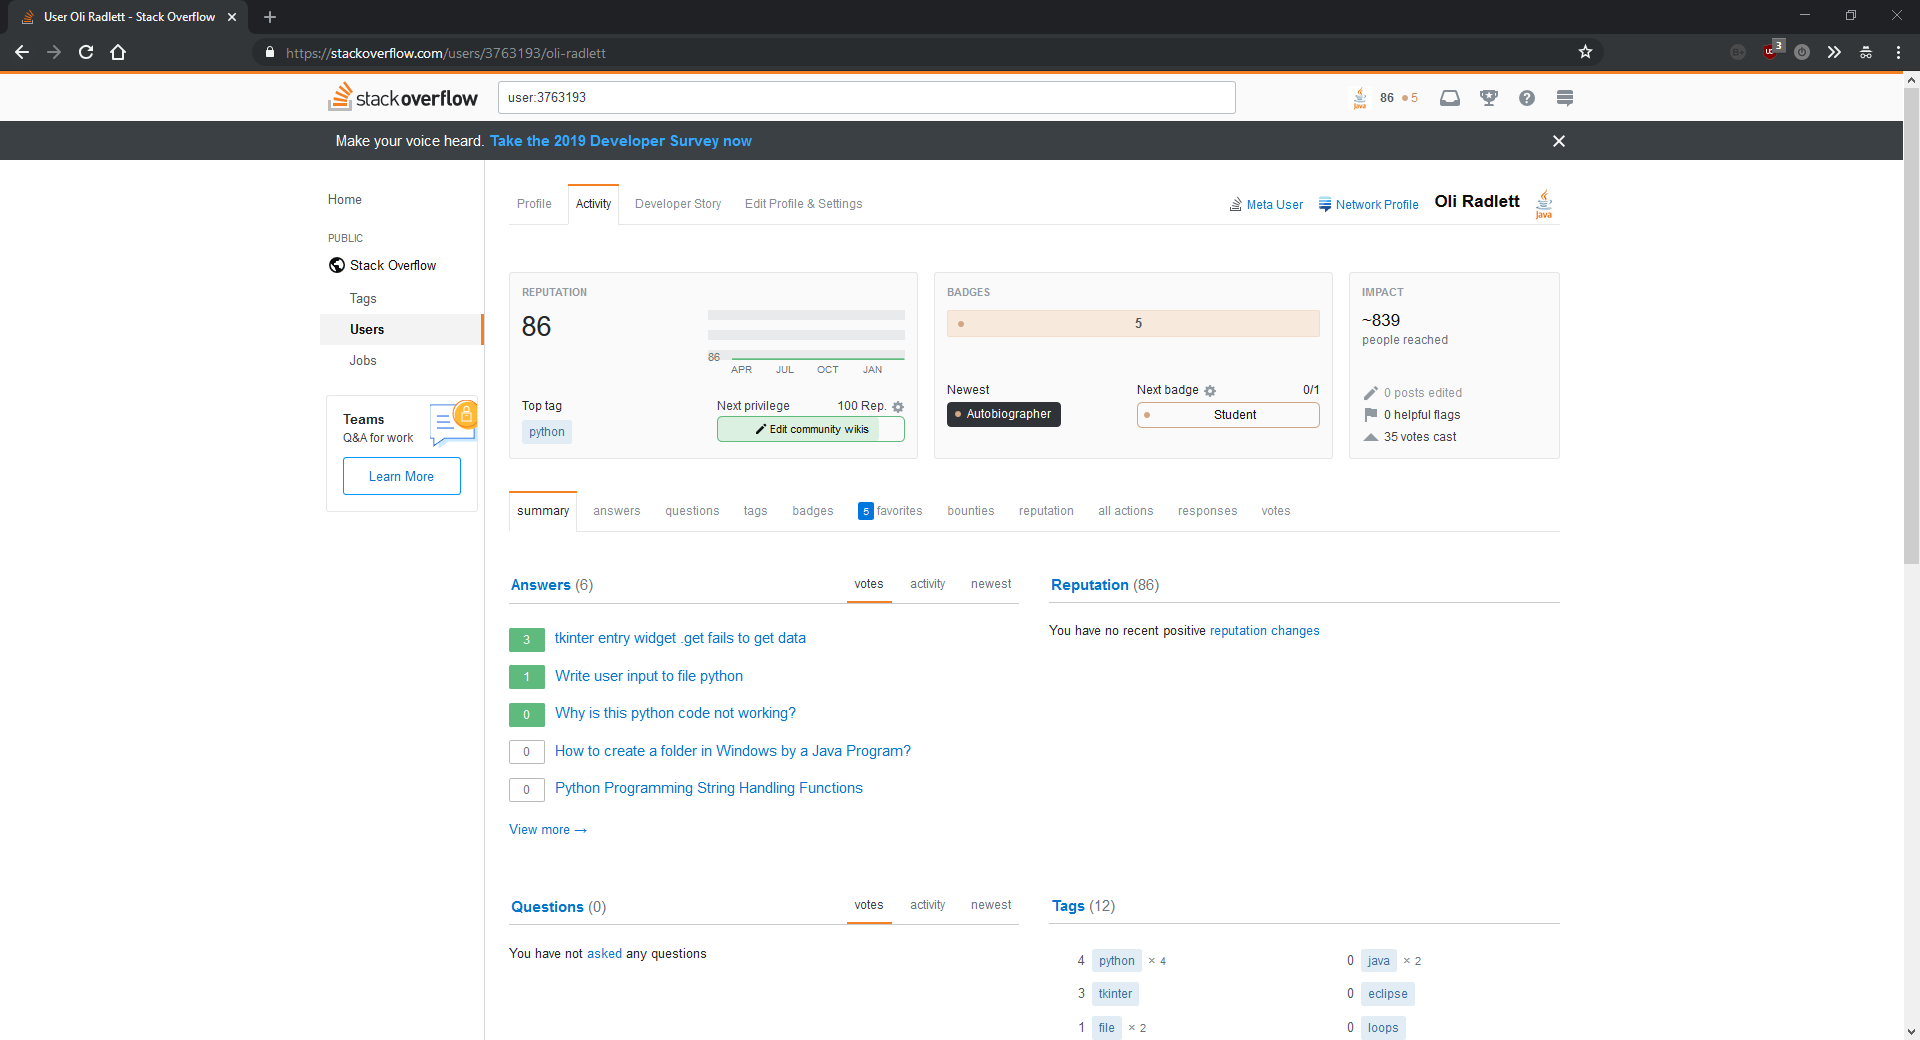 User Oli Radlett - Stack Overflow
https://stackoverflow.com/users/3763193/oli-radlett
3
stackoverflow
user:3763193
Java
86 5
Make your voice heard. Take the 2019 Developer Survey now
Home
PUBLIC
Stack Overflow
Tags
Users
Jobs
Teams
Q&A for work
Learn More
Profile Activity Developer Story Edit Profile & Settings
Meta User Network Profile Oli Radlett
Java
REPUTATION
86
86
APR JUL OCT JAN
Top tag
python
Next privilege 100 Rep.
Edit community wikis
BADGES
5
Newest
Autobiographer
Next badge 0/1
Student
IMPACT
~839
people reached
0 posts edited
0 helpful flags
35 votes cast
summary answers questions tags badges 5 favorites bounties reputation all actions responses votes
Answers (6) votes activity newest
3 tkinter entry widget .get fails to get data
1 Write user input to file python
0 Why is this python code not working?
0 How to create a folder in Windows by a Java Program?
0 Python Programming String Handling Functions
View more →
Reputation (86)
You have no recent positive reputation changes
Questions (0) votes activity newest
You have not asked any questions
Tags (12)
4 python × 4 0 java × 2
3 tkinter 0 eclipse
1 file × 2 0 loops